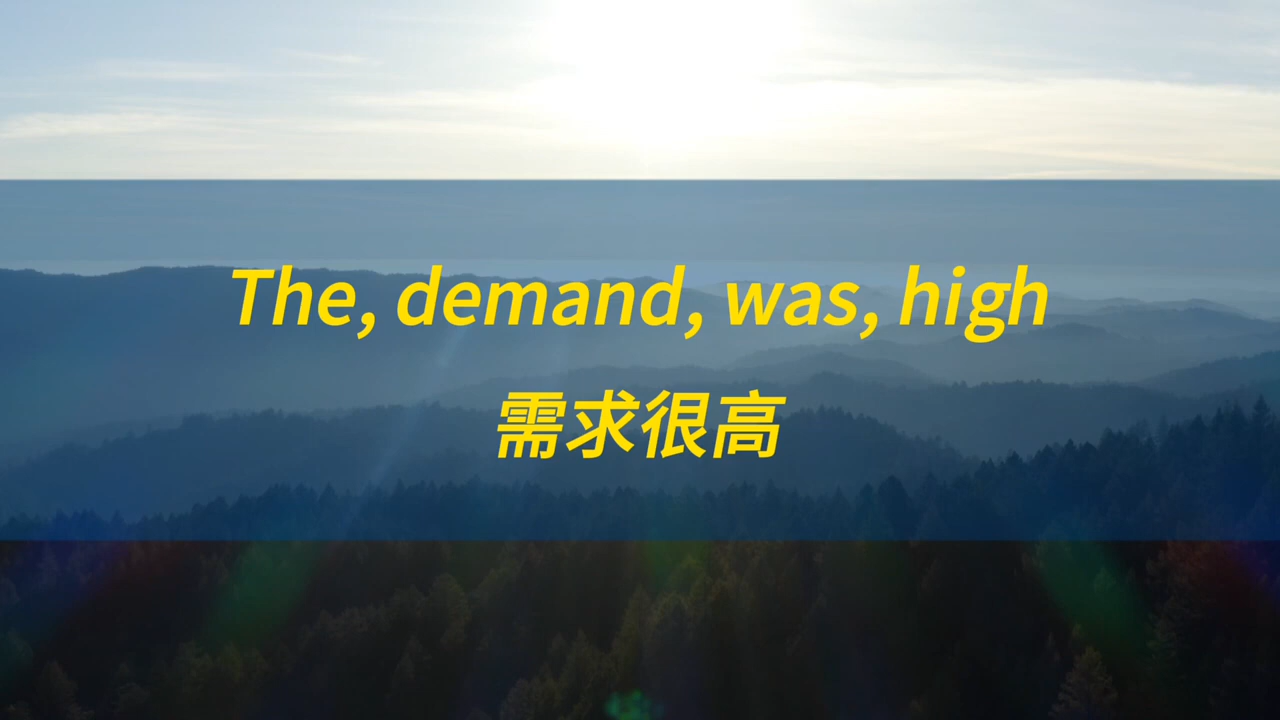 The, demand, was, high
需求很高